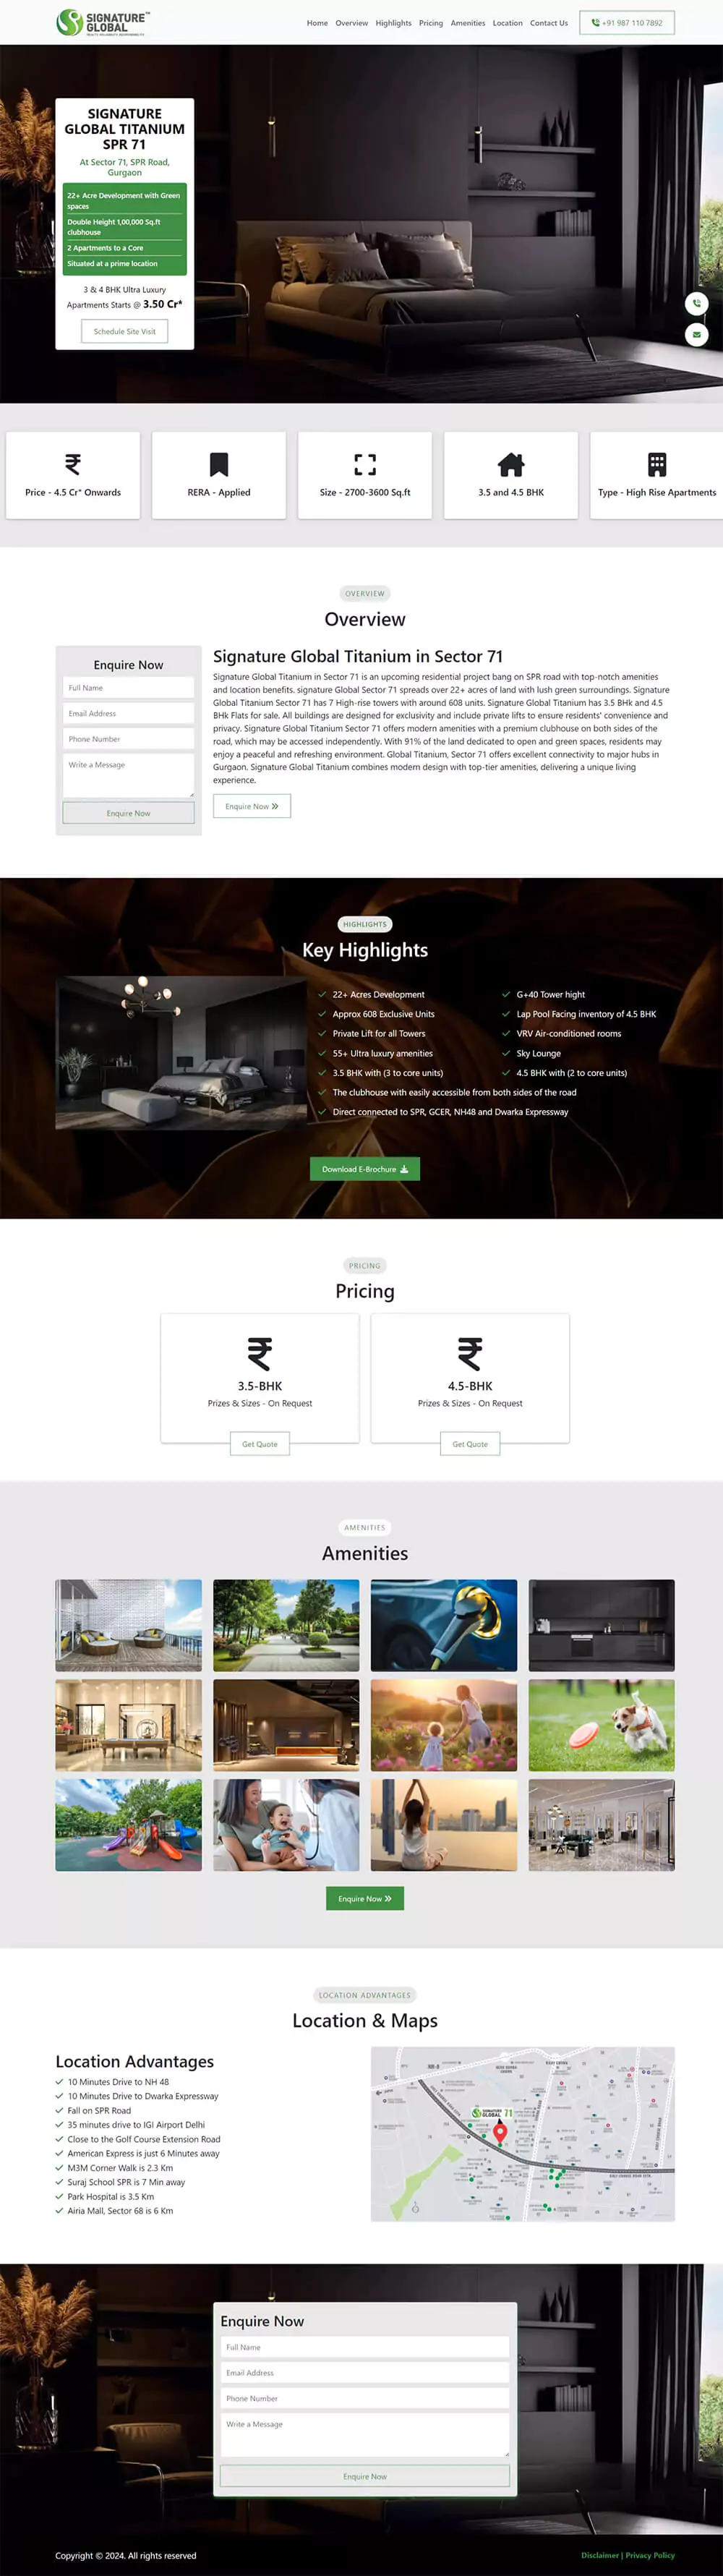 SIGNATURE
GLOBAL
Home Overview Highlights Pricing Amenities Location Contact Us +91 987 110 7892
SIGNATURE
GLOBAL TITANIUM
SPR 71
At Sector 71, SPR Road,
Gurgaon
22+ Acre Development with Green
spaces
Double Height 1,00,000 Sq.ft
clubhouse
2 Apartments to a Core
Situated at a prime location
3 & 4 BHK Ultra Luxury
Apartments Starts @ 3.50 Cr*
Schedule Site Visit
Price - 4.5 Cr* Onwards
RERA - Applied
Size - 2700-3600 Sq.ft
3.5 and 4.5 BHK
Type - High Rise Apartments
OVERVIEW
Overview
Enquire Now
Full Name
Email Address
Phone Number
Write a Message
Enquire Now
Signature Global Titanium in Sector 71
Signature Global Titanium in Sector 71 is an upcoming residential project bang on SPR road with top-notch amenities
and location benefits. signature Global Sector 71 spreads over 22+ acres of land with lush green surroundings. Signature
Global Titanium Sector 71 has 7 High-rise towers with around 608 units. Signature Global Titanium has 3.5 BHk and 4.5
BHk Flats for sale. All buildings are designed for exclusivity and include private lifts to ensure residents' convenience and
privacy. Signature Global Titanium Sector 71 offers modern amenities with a premium clubhouse on both sides of the
road, which may be accessed independently. With 91% of the land dedicated to open and green spaces, residents may
enjoy a peaceful and refreshing environment. Global Titanium, Sector 71 offers excellent connectivity to major hubs in
Gurgaon. Signature Global Titanium combines modern design with top-tier amenities, delivering a unique living
experience.
Enquire Now
HIGHLIGHTS
Key Highlights
22+ Acres Development
G+40 Tower hight
Approx 608 Exclusive Units
Lap Pool Facing inventory of 4.5 BHK
Private Lift for all Towers
VRV Air-conditioned rooms
55+ Ultra luxury amenities
Sky Lounge
3.5 BHK with (3 to core units)
4.5 BHK with (2 to core units)
The clubhouse with easily accessible from both sides of the road
Direct connected to SPR, GCER, NH48 and Dwarka Expressway
Download E-Brochure
PRICING
Pricing
3.5-BHK
Prizes & Sizes - On Request
Get Quote
4.5-BHK
Prizes & Sizes - On Request
Get Quote
AMENITIES
Amenities
Enquire Now
LOCATION ADVANTAGES
Location & Maps
Location Advantages
10 Minutes Drive to NH 48
10 Minutes Drive to Dwarka Expressway
Fall on SPR Road
35 minutes drive to IGI Airport Delhi
Close to the Golf Course Extension Road
American Express is just 6 Minutes away
M3M Corner Walk is 2.3 Km
Suraj School SPR is 7 Min away
Park Hospital is 3.5 Km
Airia Mall, Sector 68 is 6 Km
SIGNATURE
GLOBAL 71
Enquire Now
Full Name
Email Address
Phone Number
Write a Message
Enquire Now
Copyright © 2024. All rights reserved
Disclaimer | Privacy Policy